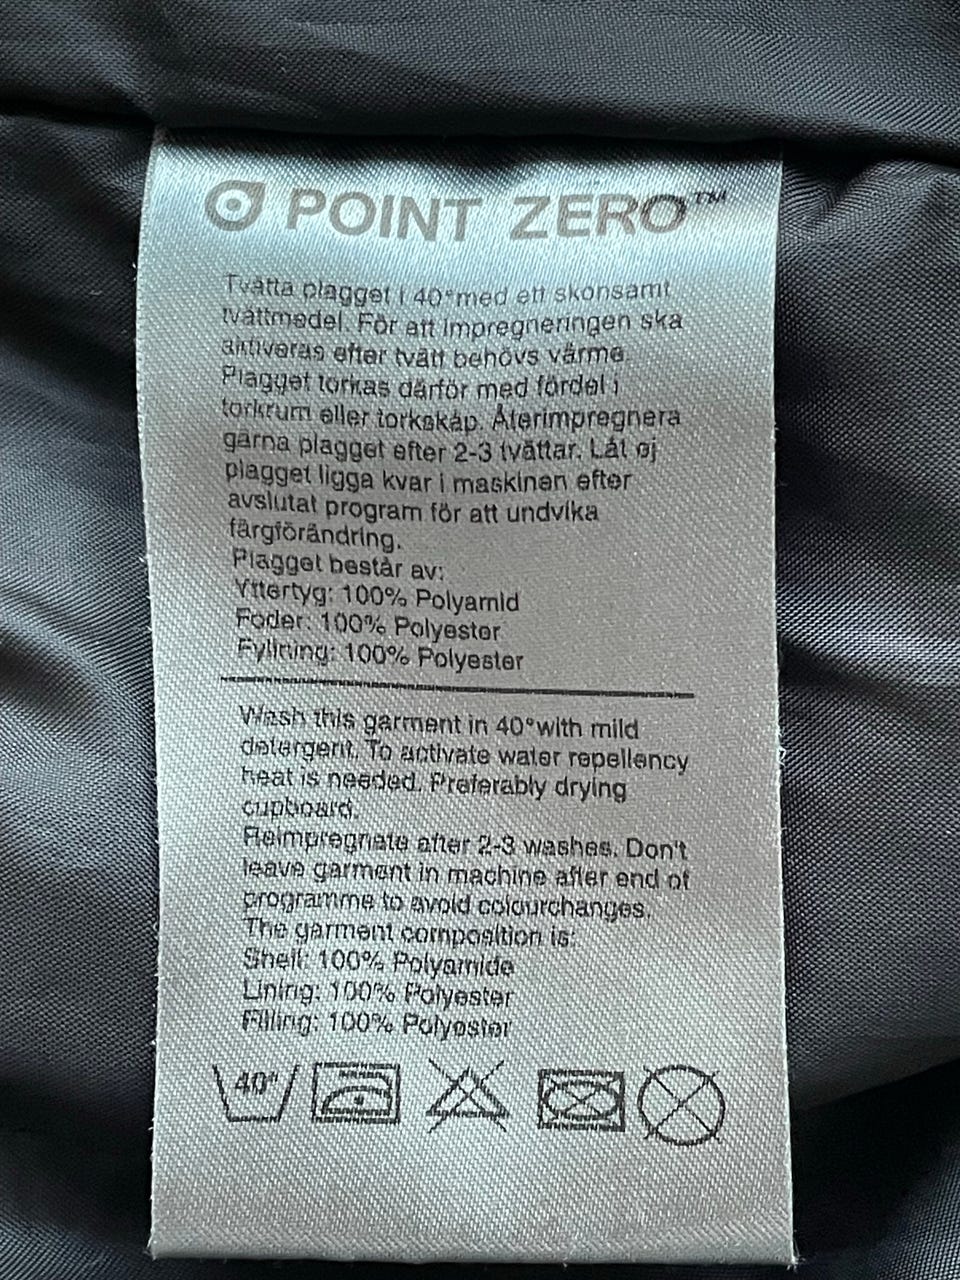 POINT ZERO™
Tvätta plagget i 40°med ett skonsamt
tvättmedel. För att impregneringen ska
aktiveras efter tvätt behövs värme.
Plagget torkas därför med fördel i
torkrum eller torkskåp. Återimpregnera
gärna plagget efter 2-3 tvättar. Låt ej
plagget ligga kvar i maskinen efter
avslutat program för att undvika
färgförändring.
Plagget består av:
Yttertyg: 100% Polyamid
Foder: 100% Polyester
Fyllning: 100% Polyester
Wash this garment in 40°with mild
detergent. To activate water repellency
heat is needed. Preferably drying
cupboard.
Reimpregnate after 2-3 washes. Don't
leave garment in machine after end of
programme to avoid colourchanges.
The garment composition is:
Shell: 100% Polyamide
Lining: 100% Polyester
Filling: 100% Polyester
40°